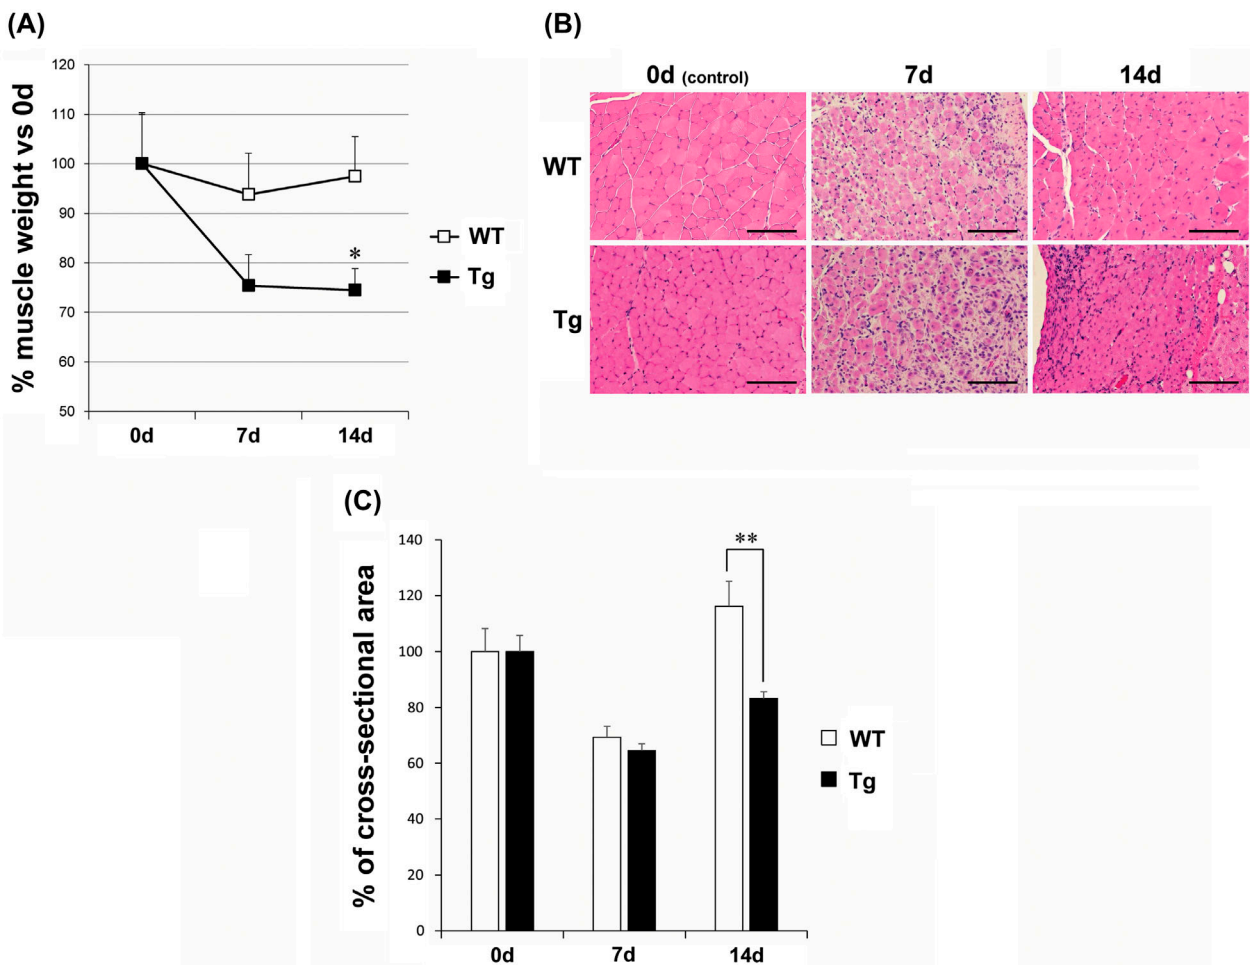 (A)
% muscle weight vs 0d
120
110
100
90
80
70
60
50
*
0d 7d 14d
WT
Tg
(B)
0d (control) 7d 14d
WT
Tg
(C)
% of cross-sectional area
140
120
100
80
60
40
20
0
**
0d 7d 14d
WT
Tg